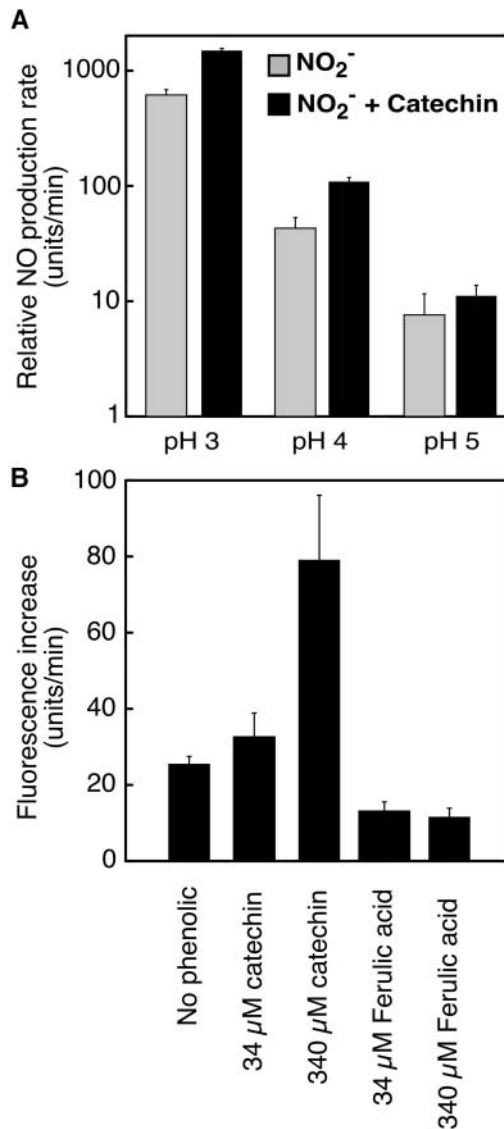 A
Relative NO production rate
(units/min)
1000
100
10
1
NO₂⁻
NO₂⁻ + Catechin
pH 3
pH 4
pH 5
B
Fluorescence increase
(units/min)
100
80
60
40
20
0
No phenolic
34 µM catechin
340 µM catechin
34 µM Ferulic acid
340 µM Ferulic acid